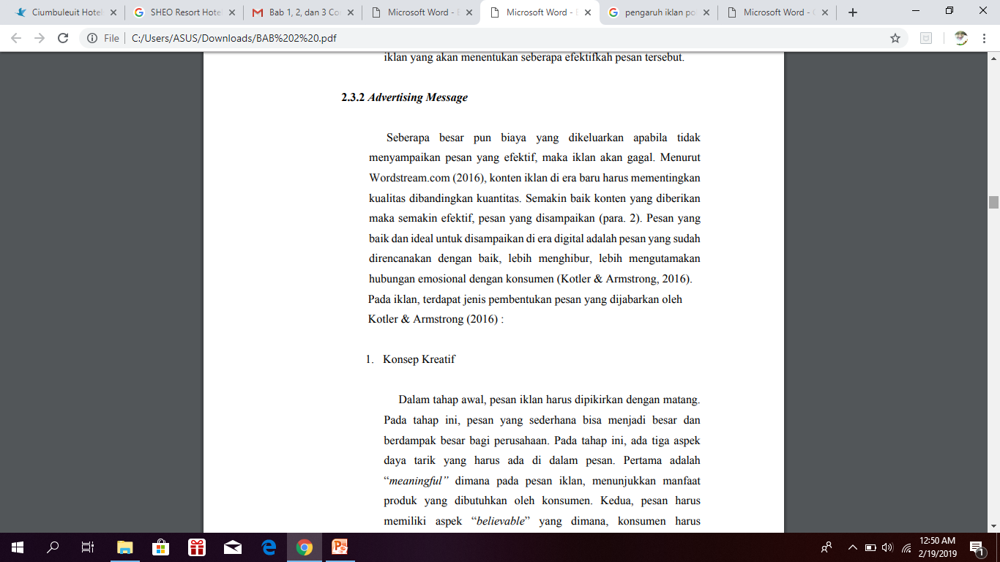 Ciumbuleuit Hote
SHEO Resort Hote
Bab 1, 2, dan 3 Co
Microsoft Word -
Microsoft Word -
pengaruh iklan po
Microsoft Word -
File
C:/Users/ASUS/Downloads/BAB%202%20.pdf
iklan yang akan menentukan seberapa efektifkah pesan tersebut.
2.3.2 Advertising Message
Seberapa besar pun biaya yang dikeluarkan apabila tidak
menyampaikan pesan yang efektif, maka iklan akan gagal. Menurut
Wordstream.com (2016), konten iklan di era baru harus mementingkan
kualitas dibandingkan kuantitas. Semakin baik konten yang diberikan
maka semakin efektif, pesan yang disampaikan (para. 2). Pesan yang
baik dan ideal untuk disampaikan di era digital adalah pesan yang sudah
direncanakan dengan baik, lebih menghibur, lebih mengutamakan
hubungan emosional dengan konsumen (Kotler & Armstrong, 2016).
Pada iklan, terdapat jenis pembentukan pesan yang dijabarkan oleh
Kotler & Armstrong (2016) :
1. Konsep Kreatif
Dalam tahap awal, pesan iklan harus dipikirkan dengan matang.
Pada tahap ini, pesan yang sederhana bisa menjadi besar dan
berdampak besar bagi perusahaan. Pada tahap ini, ada tiga aspek
daya tarik yang harus ada di dalam pesan. Pertama adalah
“meaningful” dimana pada pesan iklan, menunjukkan manfaat
produk yang dibutuhkan oleh konsumen. Kedua, pesan harus
memiliki aspek “believable” yang dimana, konsumen harus
12:50 AM
2/19/2019
1